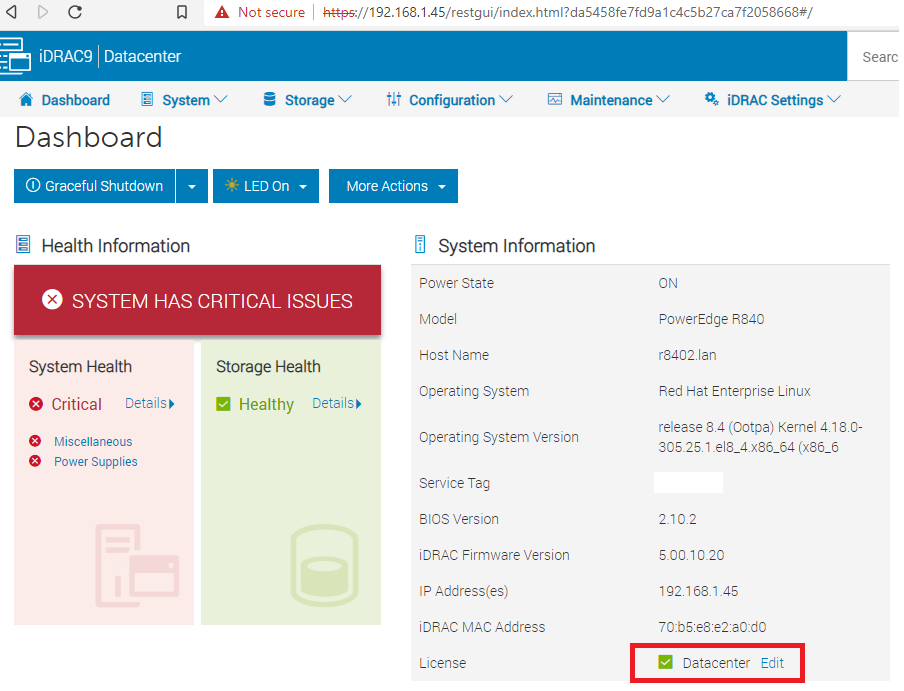 Not secure https://192.168.1.45/restgui/index.html?da5458fe7fd9a1c4c5b27ca7f2058668#/
iDRAC9 Datacenter
Searc
Dashboard System Storage Configuration Maintenance iDRAC Settings
Dashboard
Graceful Shutdown LED On More Actions
Health Information
SYSTEM HAS CRITICAL ISSUES
System Health
Critical Details
Miscellaneous
Power Supplies
Storage Health
Healthy Details
System Information
Power State ON
Model PowerEdge R840
Host Name r8402.lan
Operating System Red Hat Enterprise Linux
Operating System Version release 8.4 (Ootpa) Kernel 4.18.0-
305.25.1.el8_4.x86_64 (x86_6
Service Tag
BIOS Version 2.10.2
iDRAC Firmware Version 5.00.10.20
IP Address(es) 192.168.1.45
iDRAC MAC Address 70:b5:e8:e2:a0:d0
License Datacenter Edit